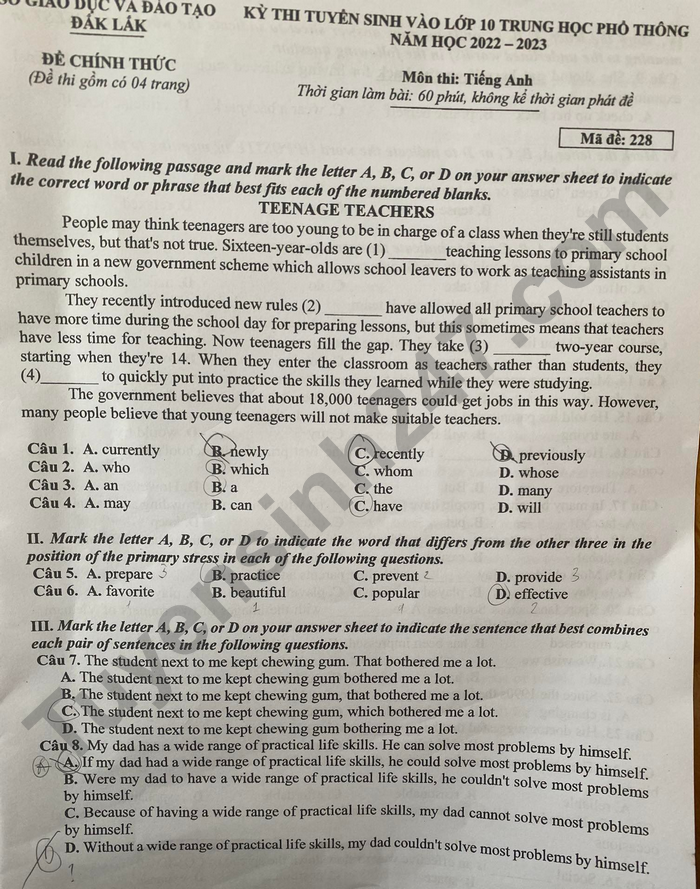 SỞ GIÁO DỤC VÀ ĐÀO TẠO
ĐẮK LẮK
ĐỀ CHÍNH THỨC
(Đề thi gồm có 04 trang)
KỲ THI TUYỂN SINH VÀO LỚP 10 TRUNG HỌC PHỔ THÔNG
NĂM HỌC 2022 – 2023
Môn thi: Tiếng Anh
Thời gian làm bài: 60 phút, không kể thời gian phát đề
Mã đề: 228
I. Read the following passage and mark the letter A, B, C, or D on your answer sheet to indicate
the correct word or phrase that best fits each of the numbered blanks.
TEENAGE TEACHERS
People may think teenagers are too young to be in charge of a class when they're still students
themselves, but that's not true. Sixteen-year-olds are (1) ________teaching lessons to primary school
children in a new government scheme which allows school leavers to work as teaching assistants in
primary schools.
They recently introduced new rules (2) ________ have allowed all primary school teachers to
have more time during the school day for preparing lessons, but this sometimes means that teachers
have less time for teaching. Now teenagers fill the gap. They take (3) ________ two-year course,
starting when they're 14. When they enter the classroom as teachers rather than students, they
(4)________ to quickly put into practice the skills they learned while they were studying.
The government believes that about 18,000 teenagers could get jobs in this way. However,
many people believe that young teenagers will not make suitable teachers.
Câu 1. A. currently B. newly C. recently D. previously
Câu 2. A. who B. which C. whom D. whose
Câu 3. A. an B. a C. the D. many
Câu 4. A. may B. can C. have D. will
II. Mark the letter A, B, C, or D to indicate the word that differs from the other three in the
position of the primary stress in each of the following questions.
Câu 5. A. prepare B. practice C. prevent 2 D. provide
Câu 6. A. favorite B. beautiful C. popular D. effective
1 1 2
III. Mark the letter A, B, C, or D on your answer sheet to indicate the sentence that best combines
each pair of sentences in the following questions.
Câu 7. The student next to me kept chewing gum. That bothered me a lot.
A. The student next to me kept chewing gum bothered me a lot.
B. The student next to me kept chewing gum, that bothered me a lot.
C. The student next to me kept chewing gum, which bothered me a lot.
D. The student next to me kept chewing gum bothering me a lot.
Câu 8. My dad has a wide range of practical life skills. He can solve most problems by himself.
A. If my dad had a wide range of practical life skills, he could solve most problems by himself.
B. Were my dad to have a wide range of practical life skills, he couldn't solve most problems
by himself.
C. Because of having a wide range of practical life skills, my dad cannot solve most problems
by himself.
D. Without a wide range of practical life skills, my dad couldn't solve most problems by himself.
?
Tuyensinh247.com